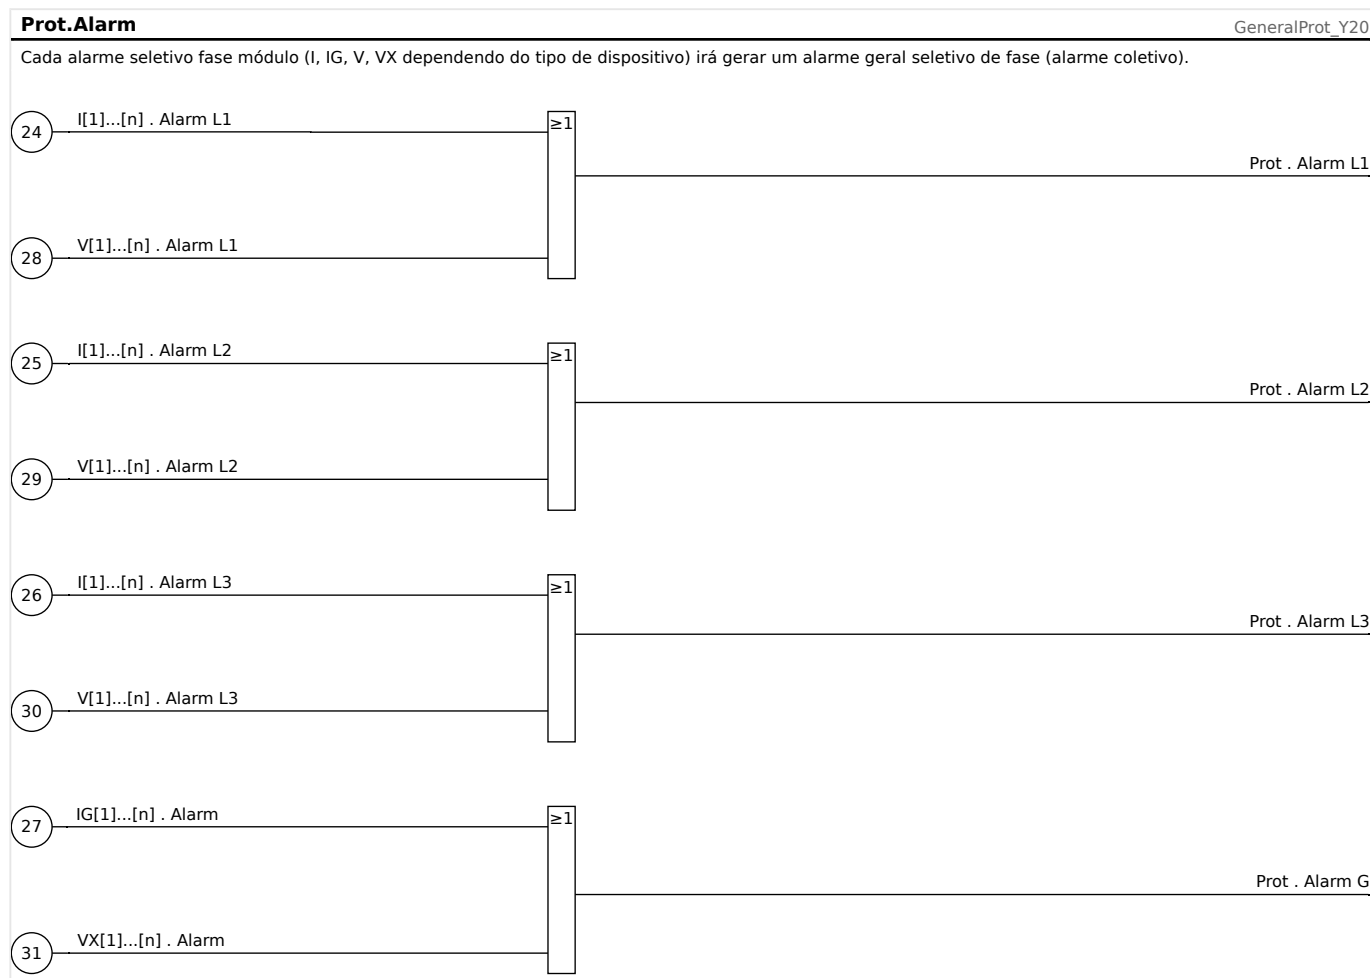 Prot.Alarm
GeneralProt_Y20
Cada alarme seletivo fase módulo (I, IG, V, VX dependendo do tipo de dispositivo) irá gerar um alarme geral seletivo de fase (alarme coletivo).
24
I[1]...[n] . Alarm L1
≥1
Prot . Alarm L1
28
V[1]...[n] . Alarm L1
25
I[1]...[n] . Alarm L2
≥1
Prot . Alarm L2
29
V[1]...[n] . Alarm L2
26
I[1]...[n] . Alarm L3
≥1
Prot . Alarm L3
30
V[1]...[n] . Alarm L3
27
IG[1]...[n] . Alarm
≥1
Prot . Alarm G
31
VX[1]...[n] . Alarm